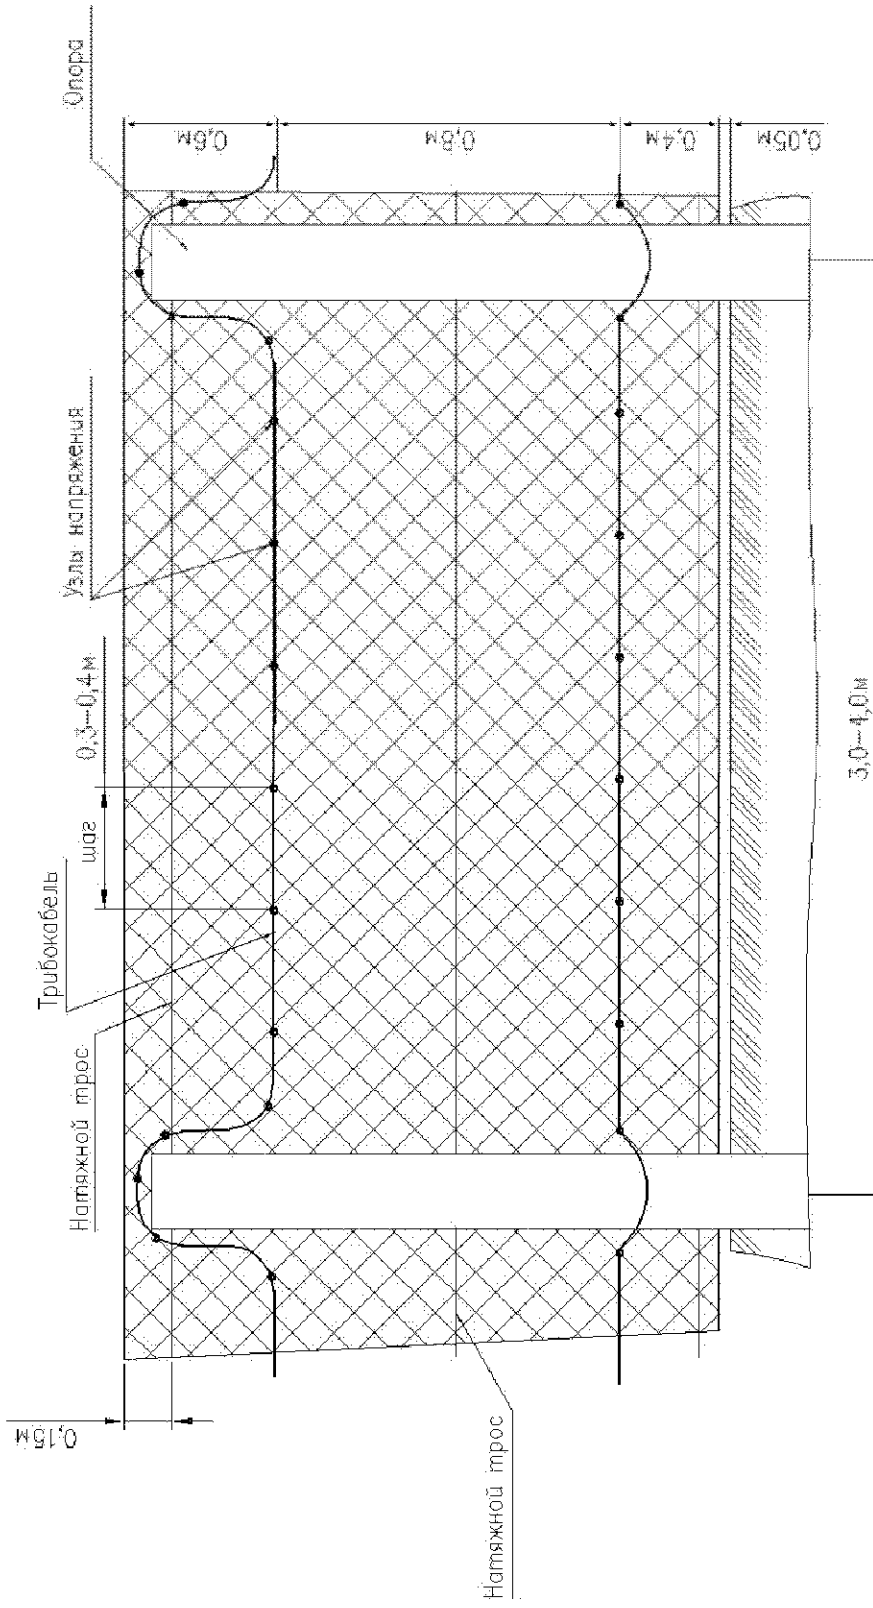 Опора
0,6м
0,8м
0,4м
0,05м
Узлы напряжения
0,3-0,4м
шаг
Трибокабель
Натяжной трос
3,0-4,0м
0,15м
Натяжной трос